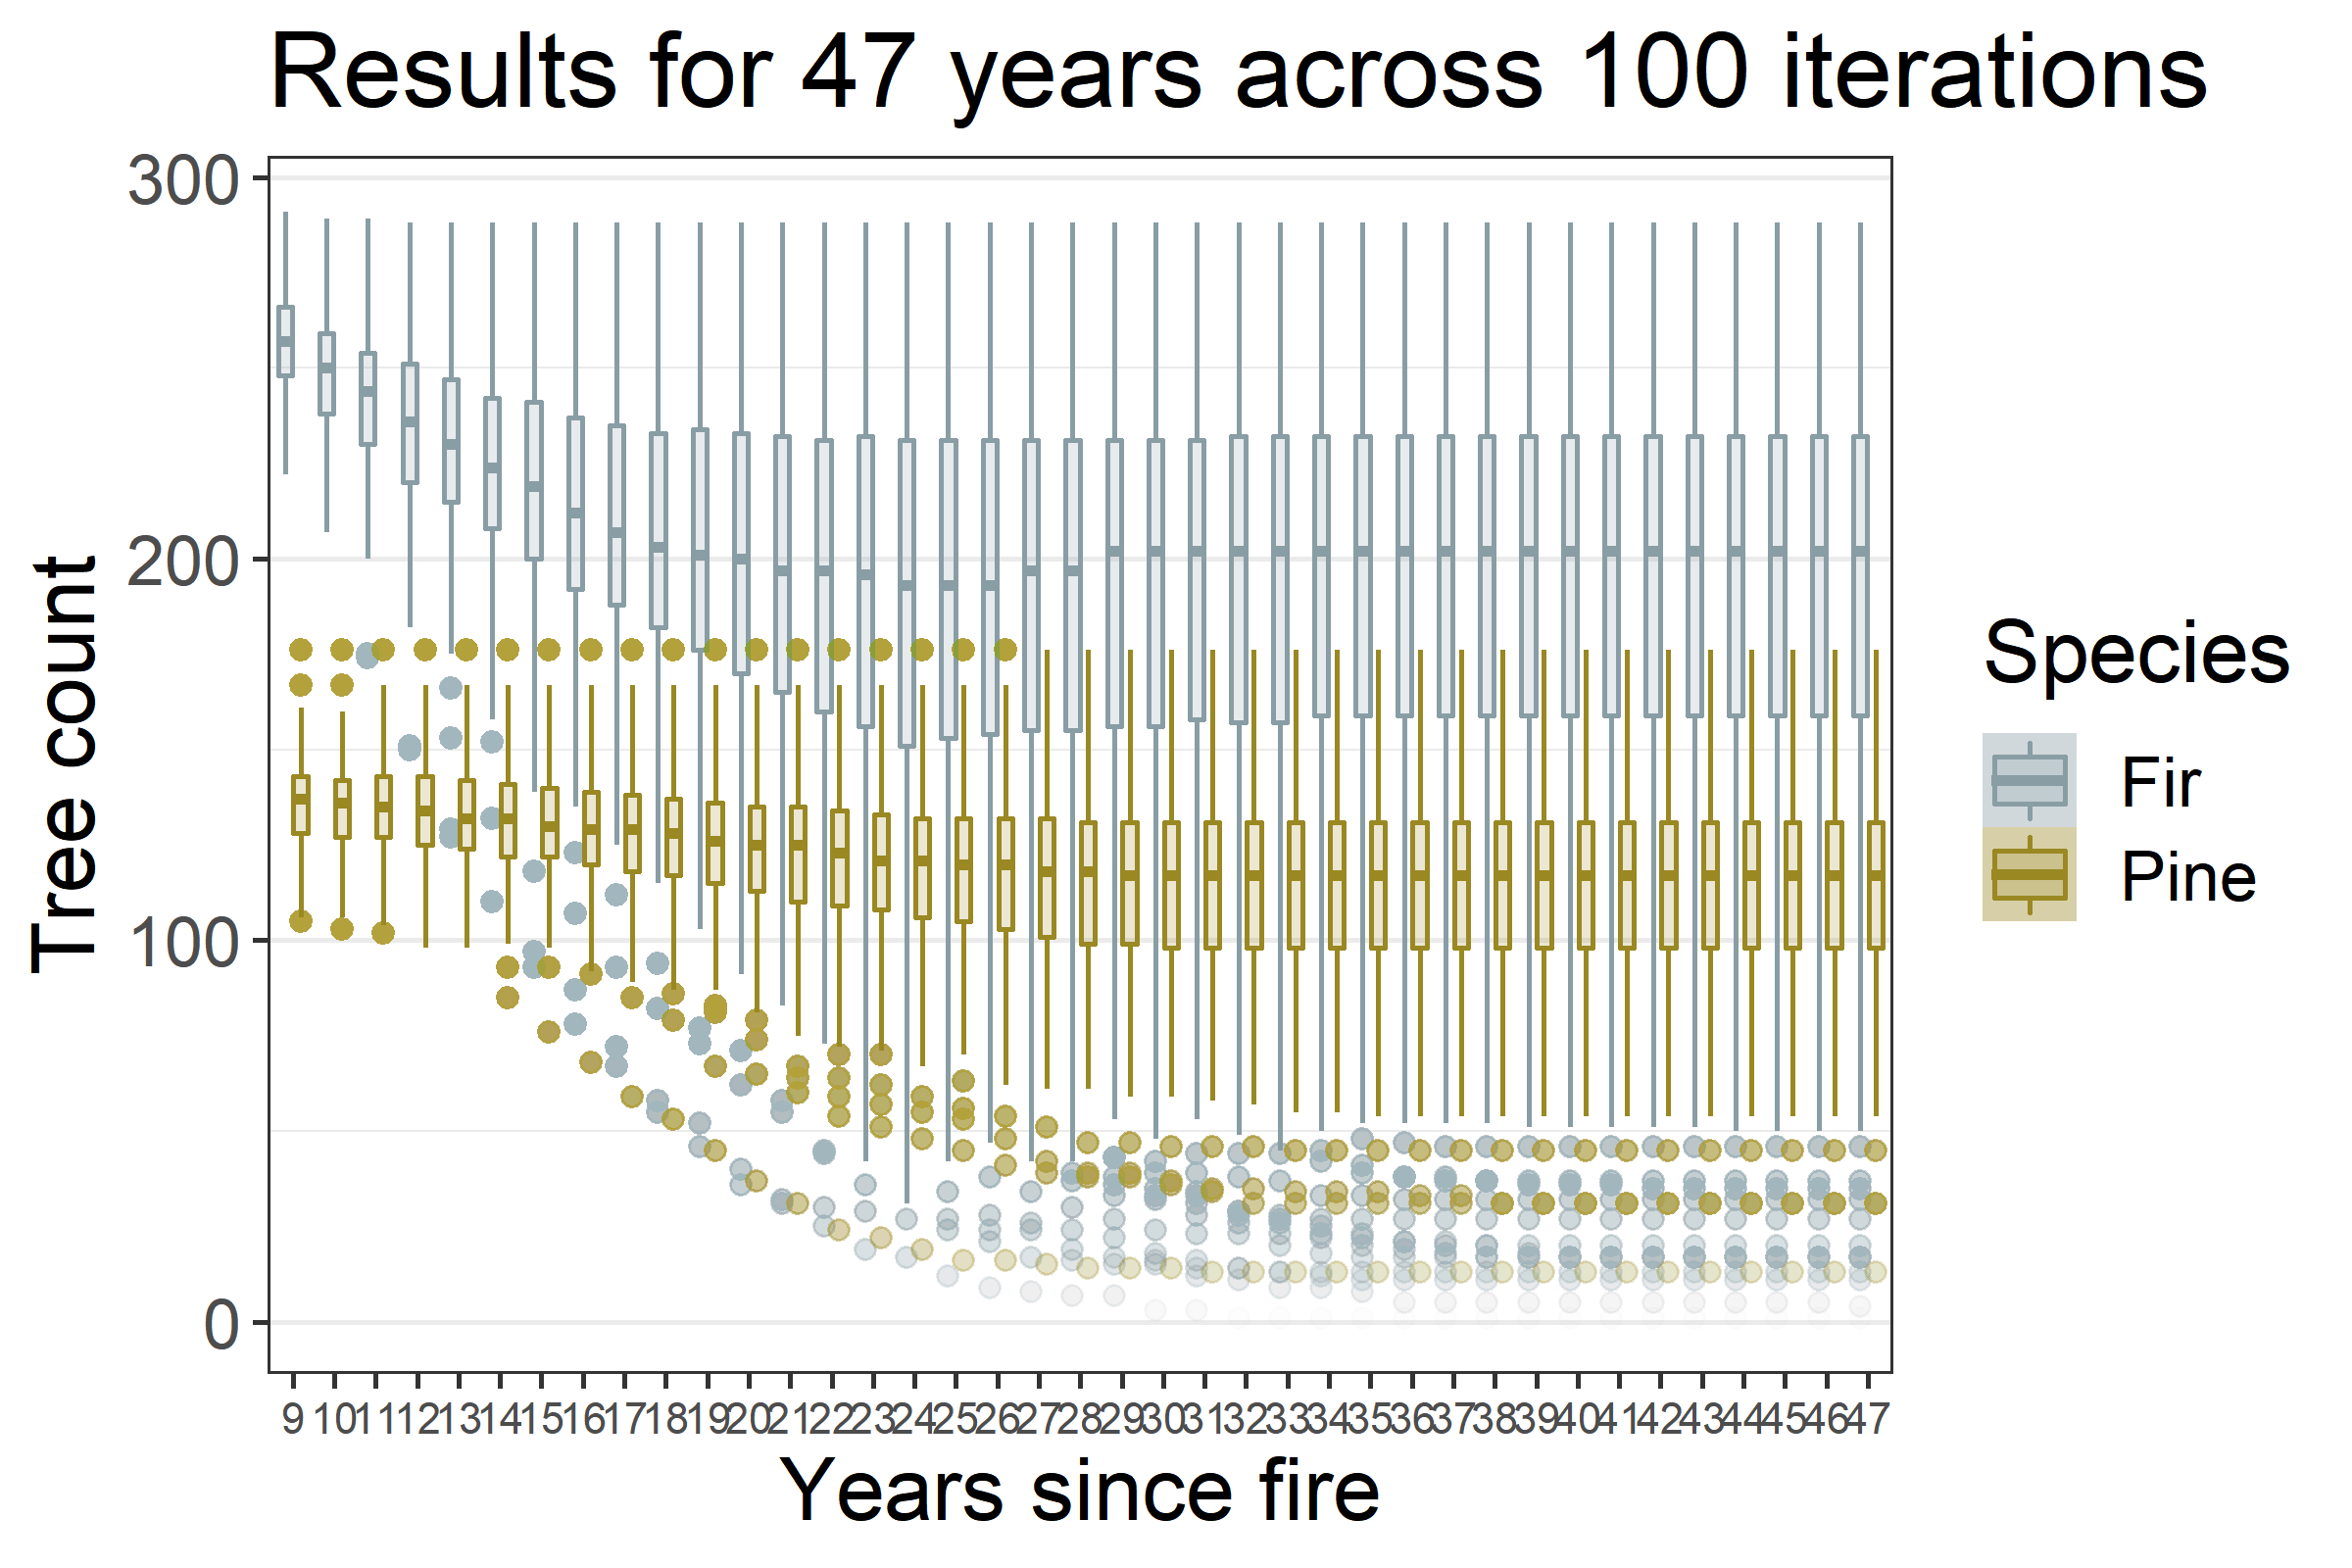 Results for 47 years across 100 iterations
300
200
100
0
Tree count
9 10 11 12 13 14 15 16 17 18 19 20 21 22 23 24 25 26 27 28 29 30 31 32 33 34 35 36 37 38 39 40 41 42 43 44 45 46 47
Years since fire
Species
Fir
Pine